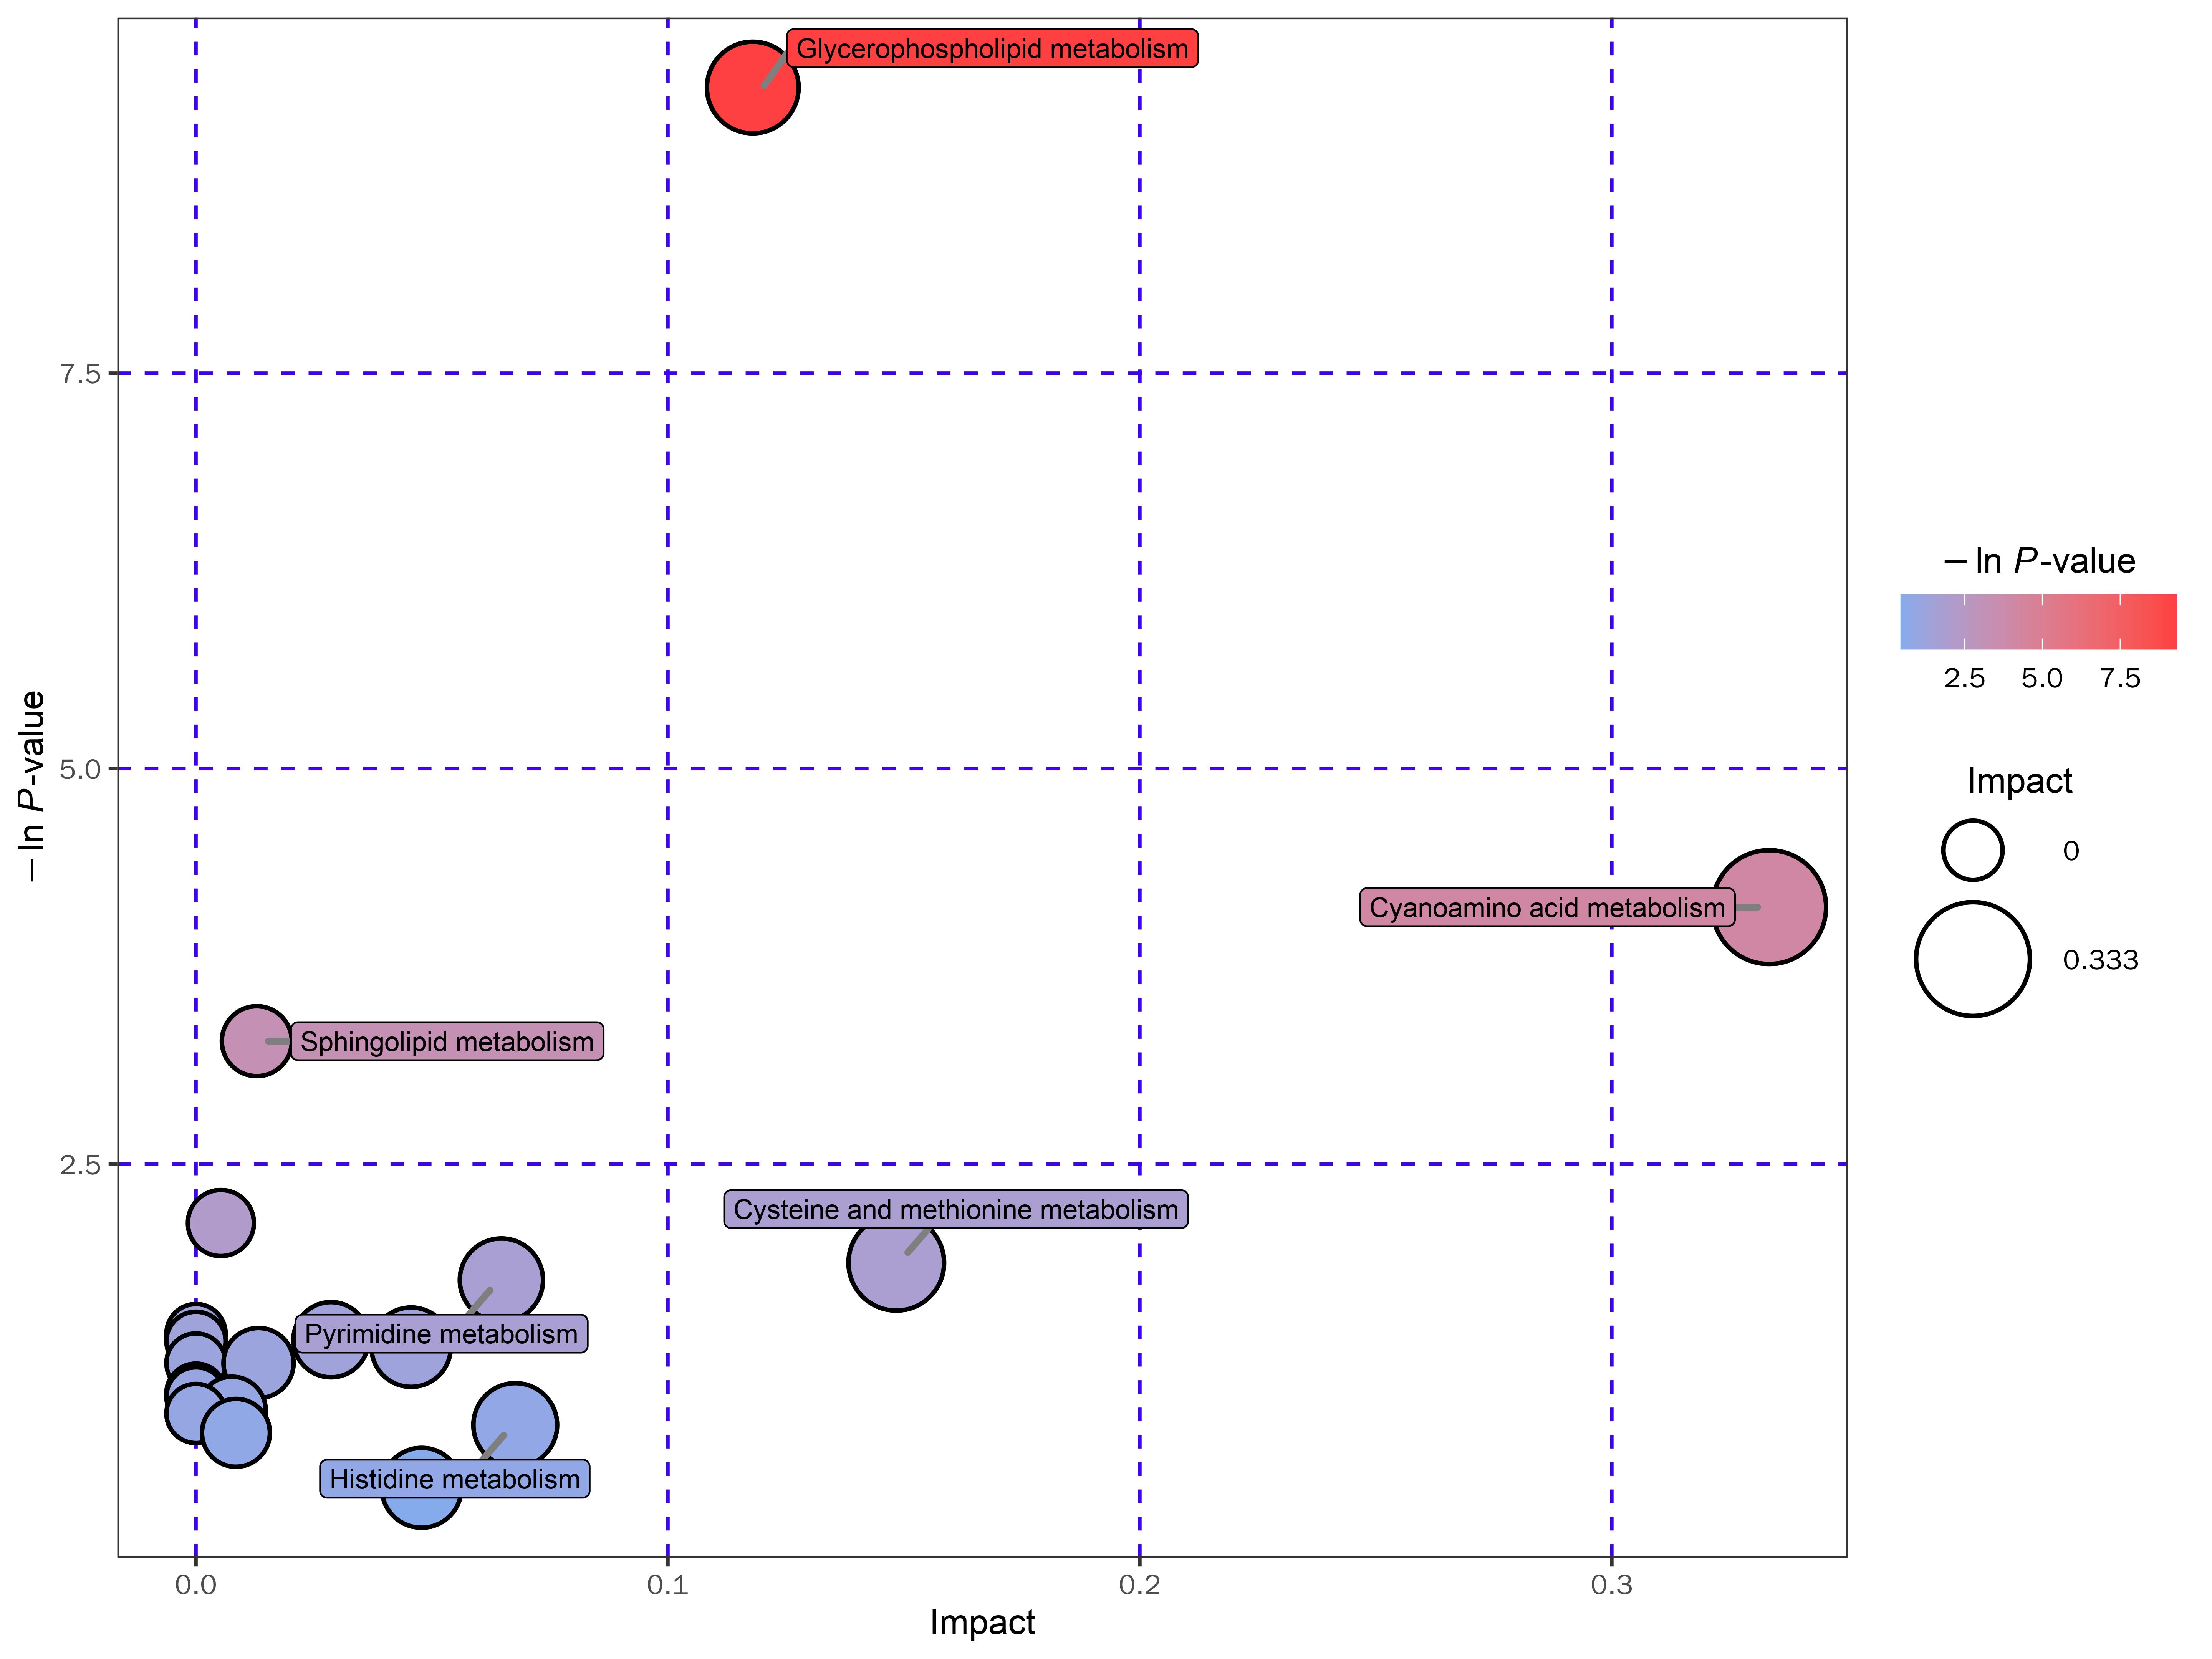 Glycerophospholipid metabolism
7.5
5.0
2.5
– ln P-value
Cyanoamino acid metabolism
Sphingolipid metabolism
Cysteine and methionine metabolism
Pyrimidine metabolism
Histidine metabolism
0.0 0.1 0.2 0.3
Impact
– ln P-value
2.5 5.0 7.5
Impact
0
0.333